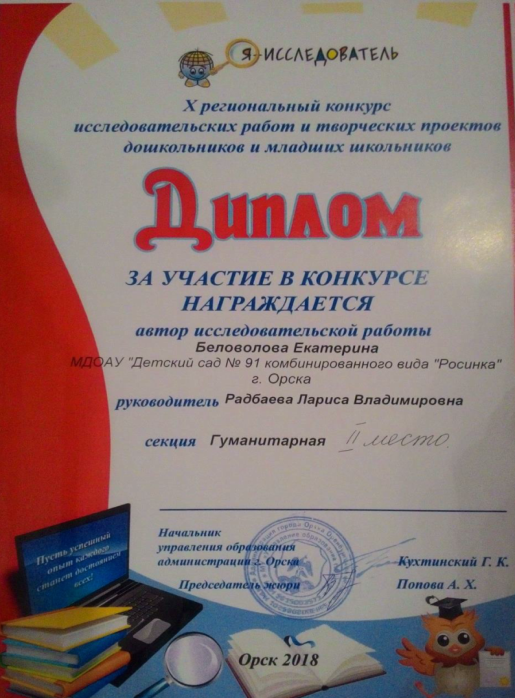 Я-ИССЛЕДОВАТЕЛЬ
X региональный конкурс
исследовательских работ и творческих проектов
дошкольников и младших школьников
ДИПЛОМ
ЗА УЧАСТИЕ В КОНКУРСЕ
НАГРАЖДАЕТСЯ
автор исследовательской работы
Беловолова Екатерина
МДОАУ "Детский сад № 91 комбинированного вида "Росинка"
г. Орска
руководитель Радбаева Лариса Владимировна
секция Гуманитарная II место.
Начальник
управления образования
администрации г. Орска Кухтинский Г. К.
Председатель жюри Попова А. Х.
Пусть успешный
опыт каждого
станет достоянием
всех!
Орск 2018